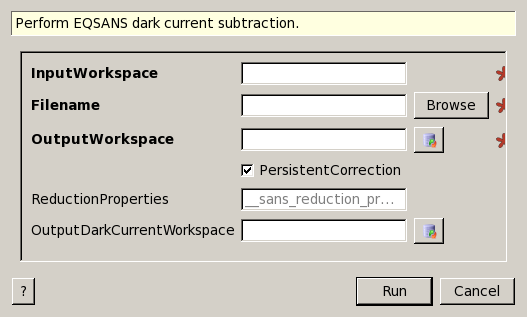 Perform EQSANS dark current subtraction.
InputWorkspace
Filename Browse
OutputWorkspace
PersistentCorrection
ReductionProperties __sans_reduction_pr...
OutputDarkCurrentWorkspace
? Run Cancel